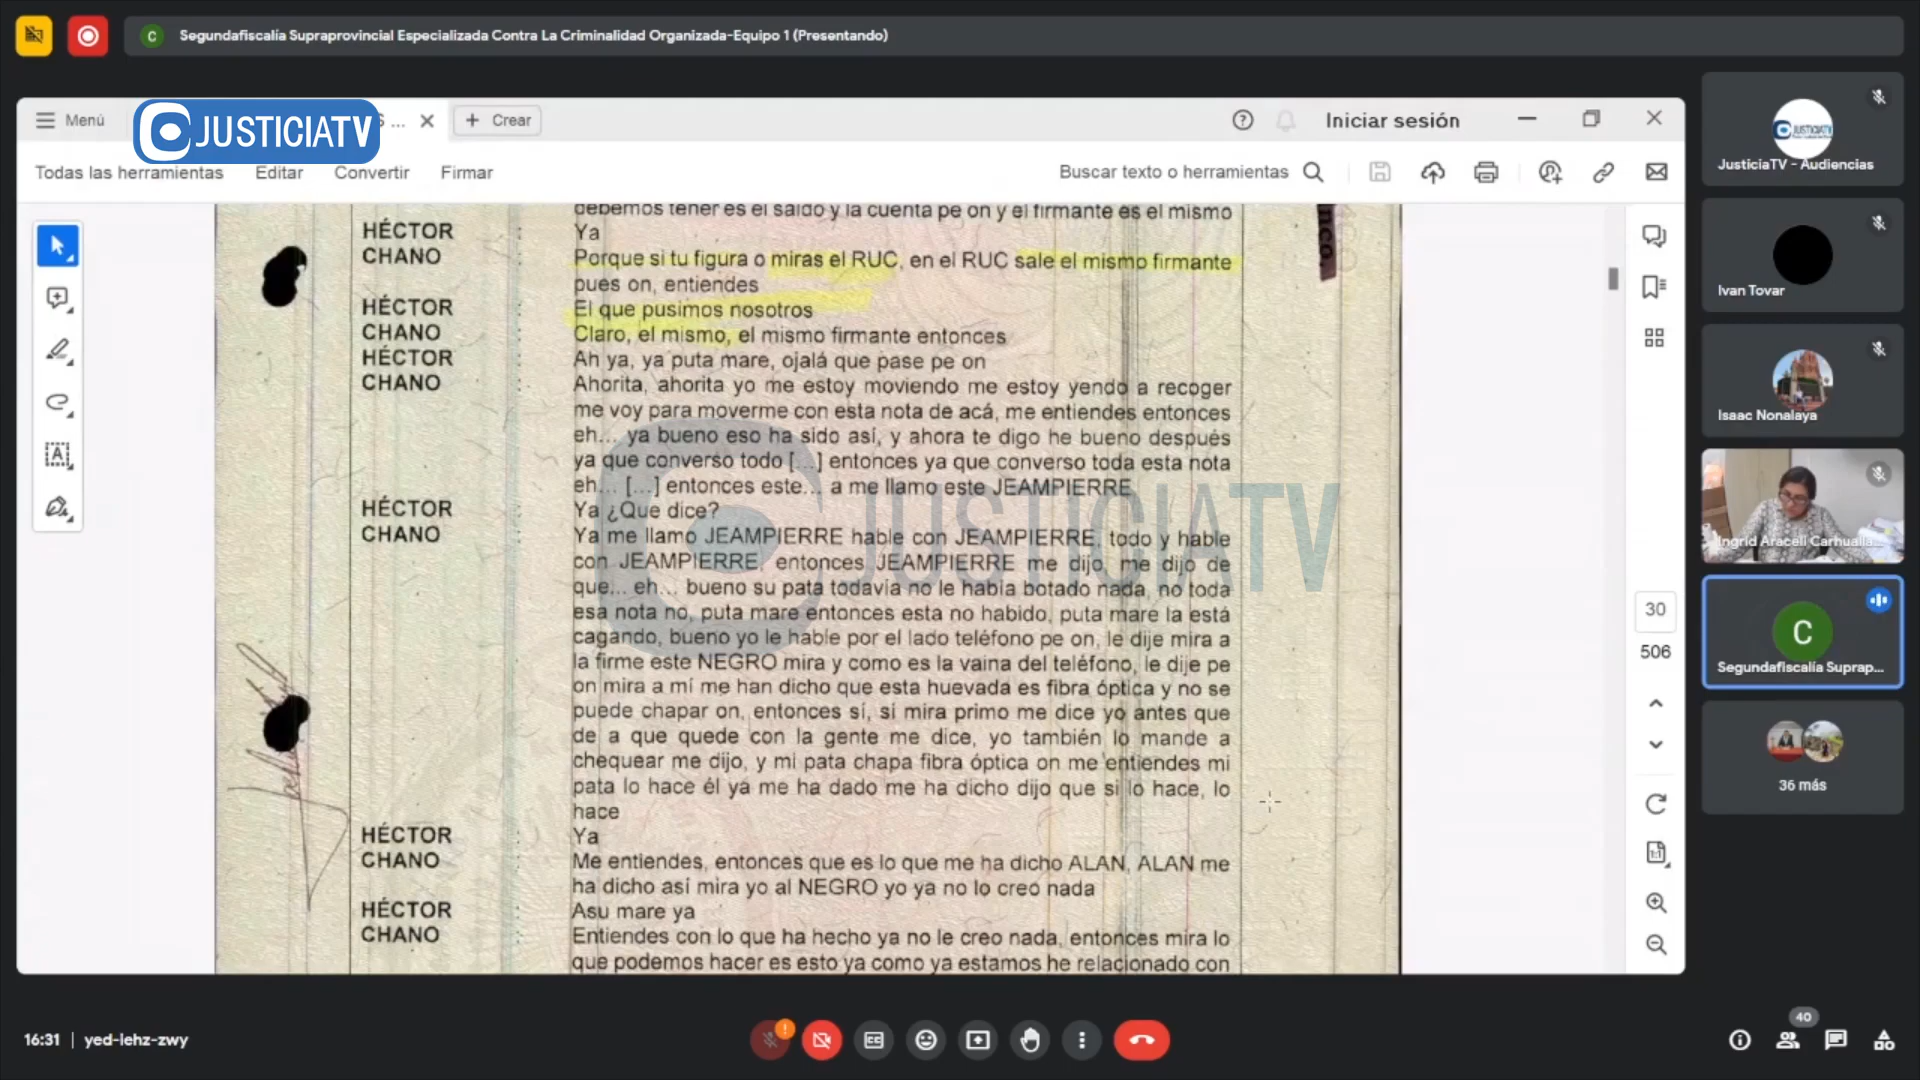 C Segundafiscalía Supraprovincial Especializada Contra La Criminalidad Organizada-Equipo 1 (Presentando)
Menú
JUSTICIATV
S ...
+ Crear
Iniciar sesión
Todas las herramientas
Editar
Convertir
Firmar
Buscar texto o herramientas
debemos tener es el saldo y la cuenta pe on y el firmante es el mismo
HÉCTOR : Ya
CHANO : Porque si tu figura o miras el RUC, en el RUC sale el mismo firmante
pues on, entiendes
HÉCTOR : El que pusimos nosotros
CHANO : Claro, el mismo, el mismo firmante entonces
HÉCTOR : Ah ya, ya puta mare, ojalá que pase pe on
CHANO : Ahorita, ahorita yo me estoy moviendo me estoy yendo a recoger
me voy para moverme con esta nota de acá, me entiendes entonces
eh... ya bueno eso ha sido así, y ahora te digo he bueno después
ya que converso todo [...] entonces ya que converso toda esta nota
eh... [...] entonces este... a me llamo este JEAMPIERRE
HÉCTOR : Ya ¿Que dice?
CHANO : Ya me llamo JEAMPIERRE hable con JEAMPIERRE, todo y hable
con JEAMPIERRE, entonces JEAMPIERRE me dijo, me dijo de
que... eh... bueno su pata todavía no le había botado nada, no toda
esa nota no, puta mare entonces esta no habido, puta mare la está
cagando, bueno yo le hable por el lado teléfono pe on, le dije mira a
la firme este NEGRO mira y como es la vaina del teléfono, le dije pe
on mira a mí me han dicho que esta huevada es fibra óptica y no se
puede chapar on, entonces sí, si mira primo me dice yo antes que
de a que quede con la gente me dice, yo también lo mande a
chequear me dijo, y mi pata chapa fibra óptica on me entiendes mi
pata lo hace él ya me ha dado me ha dicho dijo que si lo hace, lo
hace
HÉCTOR : Ya
CHANO : Me entiendes, entonces que es lo que me ha dicho ALAN, ALAN me
ha dicho así mira yo al NEGRO yo ya no lo creo nada
HÉCTOR : Asu mare ya
CHANO : Entiendes con lo que ha hecho ya no le creo nada, entonces mira lo
que podemos hacer es esto ya como ya estamos he relacionado con
JUSTICIATV
30
506
JUSTICIATV
JusticiaTV - Audiencias
Ivan Tovar
Isaac Nonalaya
Ingrid Araceli Carhualla...
C
Segundafiscalía Suprap...
36 más
16:31 | yed-iehz-zwy
40